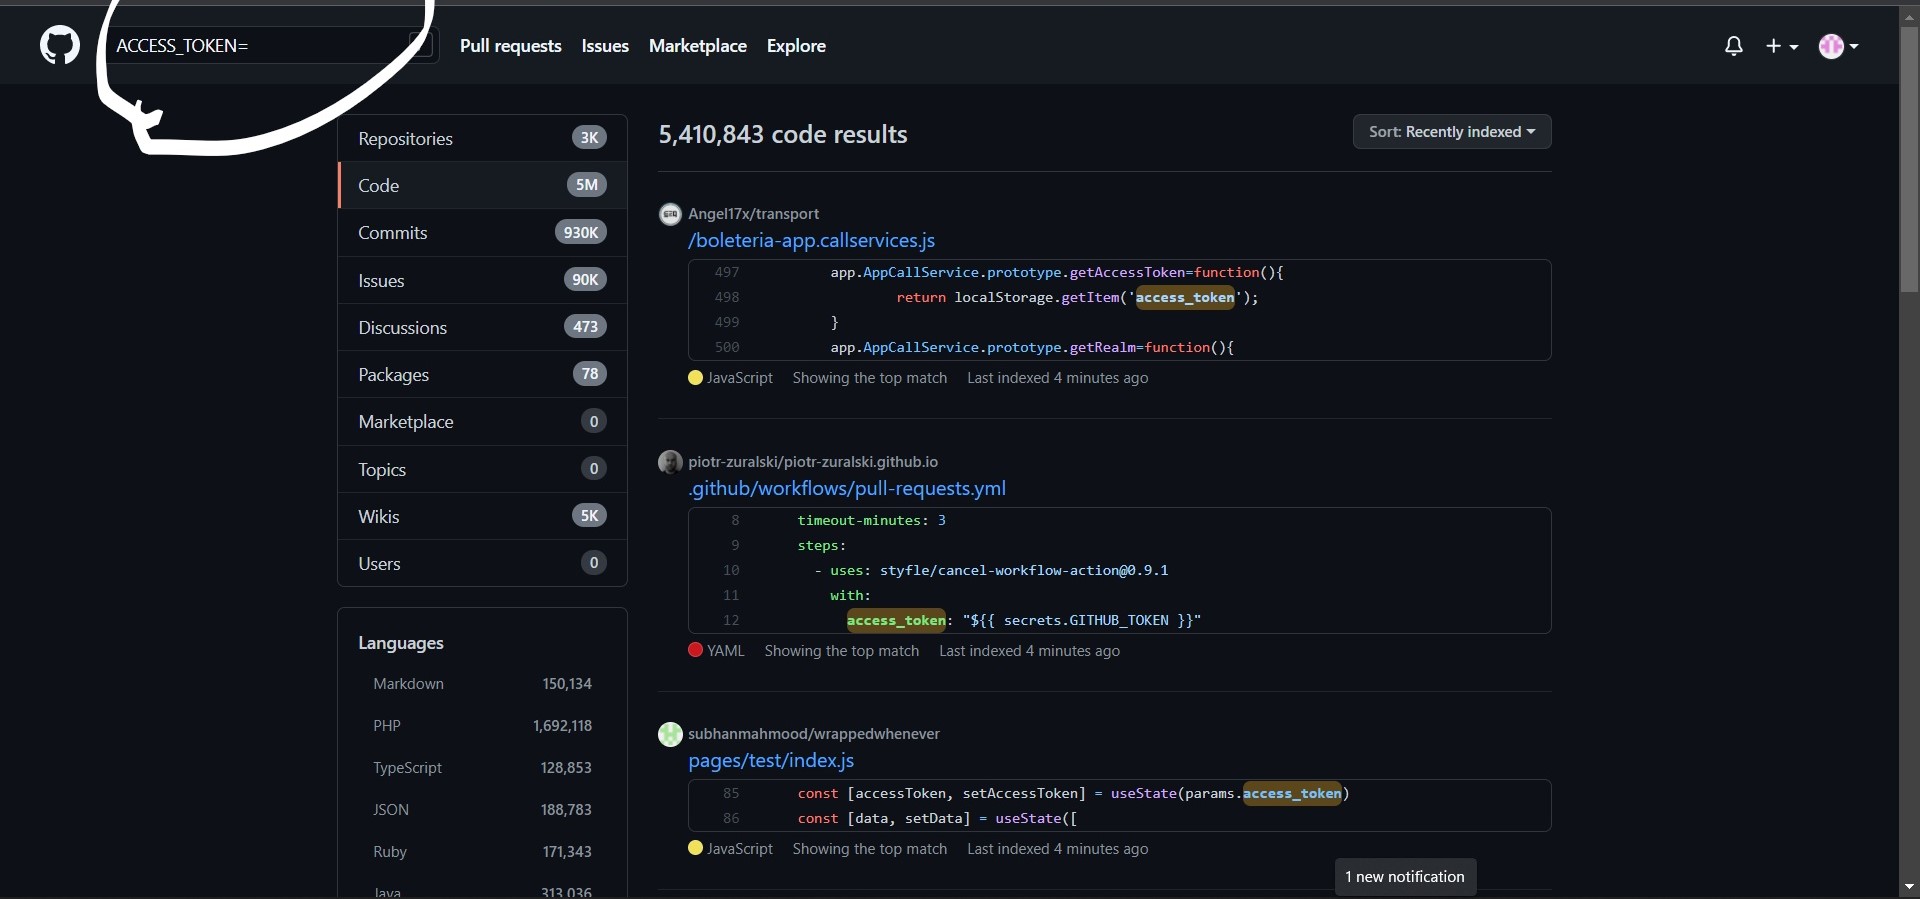 ACCESS_TOKEN=
Pull requests Issues Marketplace Explore
Repositories 3K
Code 5M
Commits 930K
Issues 90K
Discussions 473
Packages 78
Marketplace 0
Topics 0
Wikis 5K
Users 0
Languages
Markdown 150,134
PHP 1,692,118
TypeScript 128,853
JSON 188,783
Ruby 171,343
Java 313,036
5,410,843 code results
Sort: Recently indexed
Angel17x/transport
/boleteria-app.callservices.js
497 app.AppCallService.prototype.getAccessToken=function(){
498 return localStorage.getItem('access_token');
499 }
500 app.AppCallService.prototype.getRealm=function(){
JavaScript Showing the top match Last indexed 4 minutes ago
piotr-zuralski/piotr-zuralski.github.io
.github/workflows/pull-requests.yml
8 timeout-minutes: 3
9 steps:
10 - uses: styfle/cancel-workflow-action@0.9.1
11 with:
12 access_token: "${{ secrets.GITHUB_TOKEN }}"
YAML Showing the top match Last indexed 4 minutes ago
subhanmahmood/wrappedwhenever
pages/test/index.js
85 const [accessToken, setAccessToken] = useState(params.access_token)
86 const [data, setData] = useState([
JavaScript Showing the top match Last indexed 4 minutes ago
1 new notification